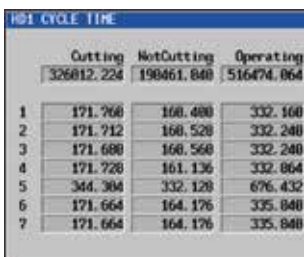 HD1 CYCLE TIME
Cutting NotCutting Operating
326012.224 190461.840 516474.064
1 171.760 160.400 332.160
2 171.712 160.528 332.240
3 171.680 160.560 332.240
4 171.728 161.136 332.864
5 344.304 332.128 676.432
6 171.664 164.176 335.840
7 171.664 164.176 335.840